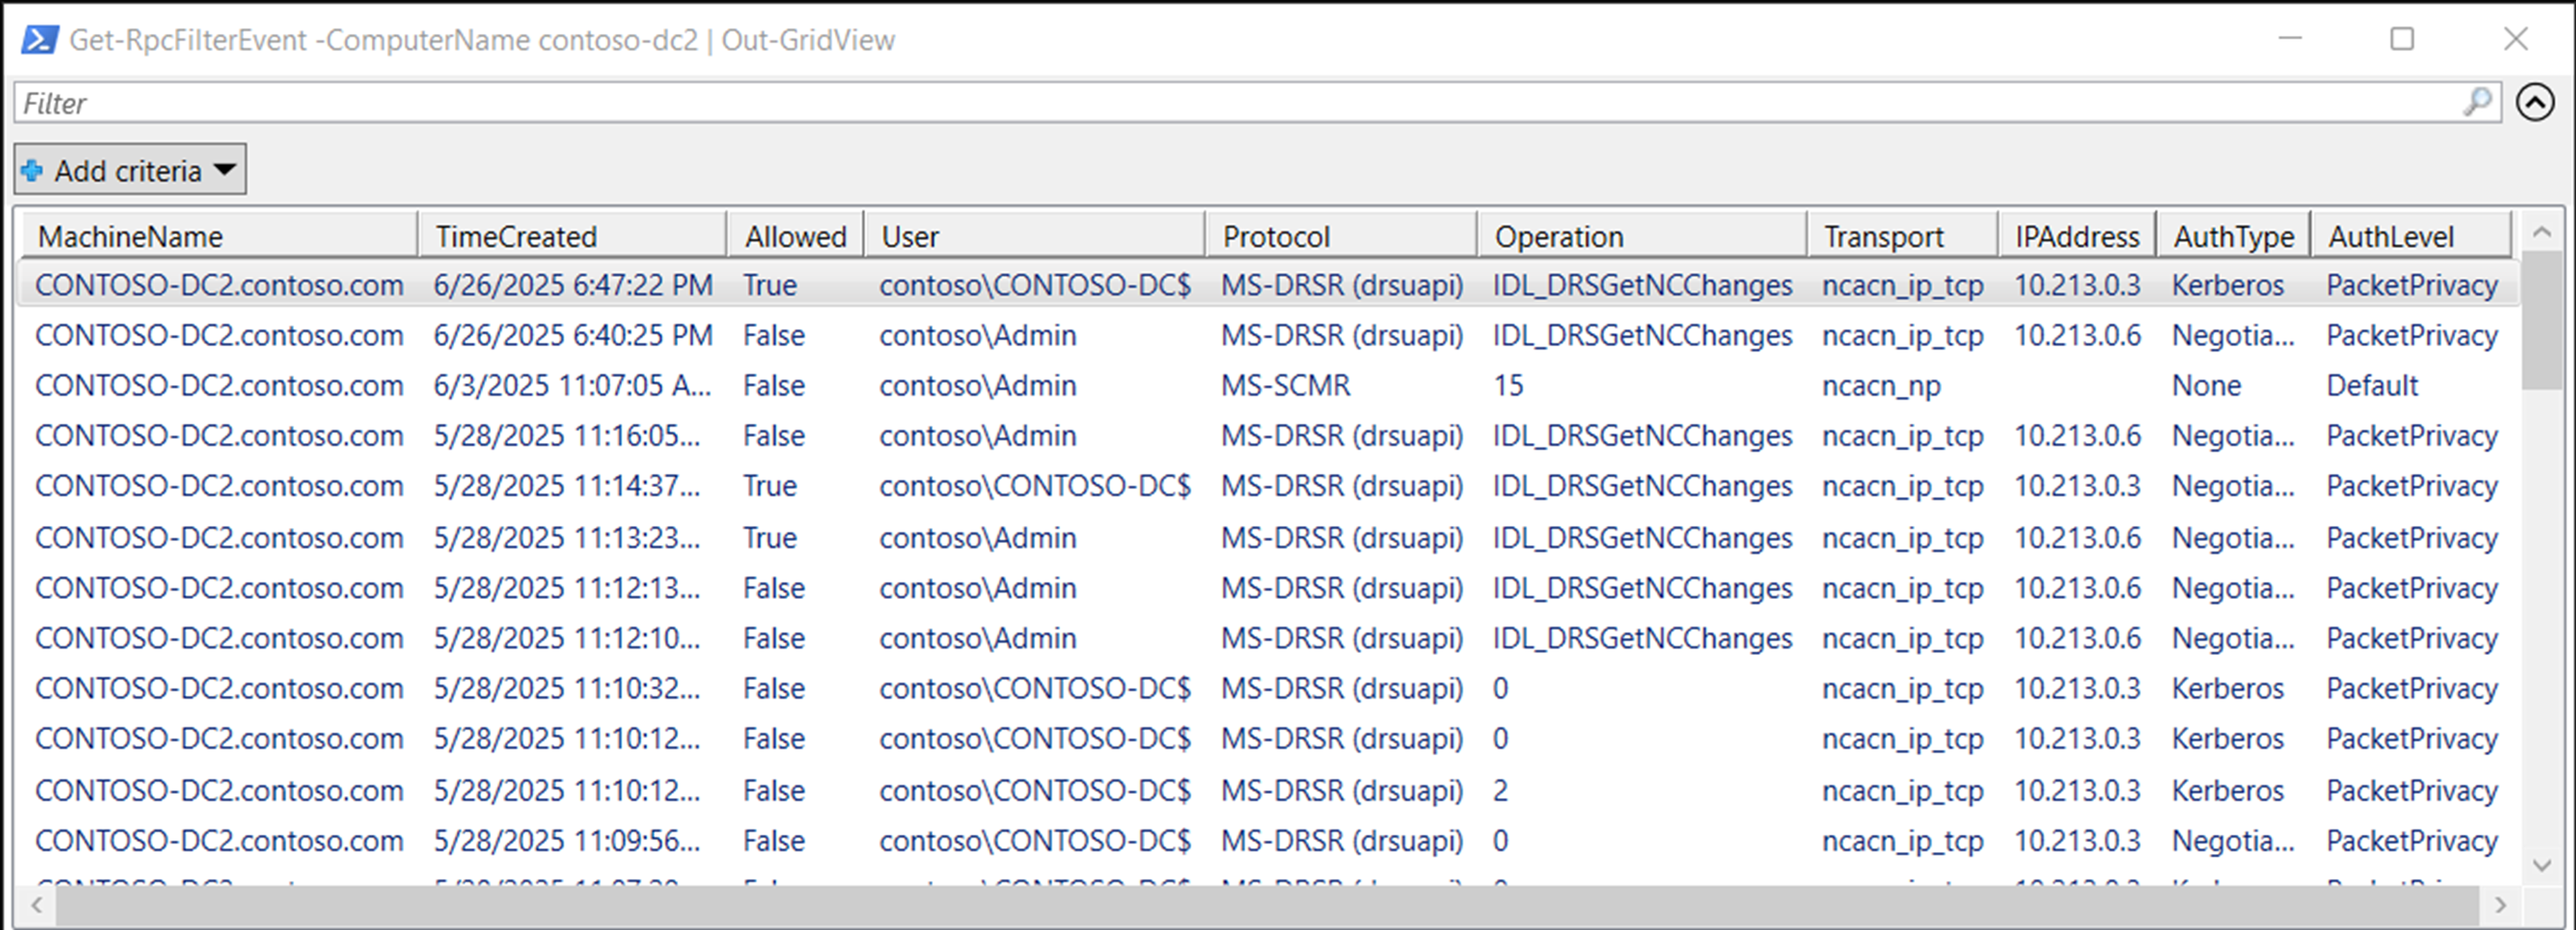 Get-RpcFilterEvent -ComputerName contoso-dc2 | Out-GridView
Filter
Add criteria
MachineName TimeCreated Allowed User Protocol Operation Transport IPAddress AuthType AuthLevel
CONTOSO-DC2.contoso.com 6/26/2025 6:47:22 PM True contoso\CONTOSO-DC$ MS-DRSR (drsuapi) IDL_DRSGetNCChanges ncacn_ip_tcp 10.213.0.3 Kerberos PacketPrivacy
CONTOSO-DC2.contoso.com 6/26/2025 6:40:25 PM False contoso\Admin MS-DRSR (drsuapi) IDL_DRSGetNCChanges ncacn_ip_tcp 10.213.0.6 Negotia... PacketPrivacy
CONTOSO-DC2.contoso.com 6/3/2025 11:07:05 A... False contoso\Admin MS-SCMR 15 ncacn_np None Default
CONTOSO-DC2.contoso.com 5/28/2025 11:16:05... False contoso\Admin MS-DRSR (drsuapi) IDL_DRSGetNCChanges ncacn_ip_tcp 10.213.0.6 Negotia... PacketPrivacy
CONTOSO-DC2.contoso.com 5/28/2025 11:14:37... True contoso\CONTOSO-DC$ MS-DRSR (drsuapi) IDL_DRSGetNCChanges ncacn_ip_tcp 10.213.0.3 Negotia... PacketPrivacy
CONTOSO-DC2.contoso.com 5/28/2025 11:13:23... True contoso\Admin MS-DRSR (drsuapi) IDL_DRSGetNCChanges ncacn_ip_tcp 10.213.0.6 Negotia... PacketPrivacy
CONTOSO-DC2.contoso.com 5/28/2025 11:12:13... False contoso\Admin MS-DRSR (drsuapi) IDL_DRSGetNCChanges ncacn_ip_tcp 10.213.0.6 Negotia... PacketPrivacy
CONTOSO-DC2.contoso.com 5/28/2025 11:12:10... False contoso\Admin MS-DRSR (drsuapi) IDL_DRSGetNCChanges ncacn_ip_tcp 10.213.0.6 Negotia... PacketPrivacy
CONTOSO-DC2.contoso.com 5/28/2025 11:10:32... False contoso\CONTOSO-DC$ MS-DRSR (drsuapi) 0 ncacn_ip_tcp 10.213.0.3 Kerberos PacketPrivacy
CONTOSO-DC2.contoso.com 5/28/2025 11:10:12... False contoso\CONTOSO-DC$ MS-DRSR (drsuapi) 0 ncacn_ip_tcp 10.213.0.3 Kerberos PacketPrivacy
CONTOSO-DC2.contoso.com 5/28/2025 11:10:12... False contoso\CONTOSO-DC$ MS-DRSR (drsuapi) 2 ncacn_ip_tcp 10.213.0.3 Kerberos PacketPrivacy
CONTOSO-DC2.contoso.com 5/28/2025 11:09:56... False contoso\CONTOSO-DC$ MS-DRSR (drsuapi) 0 ncacn_ip_tcp 10.213.0.3 Negotia... PacketPrivacy